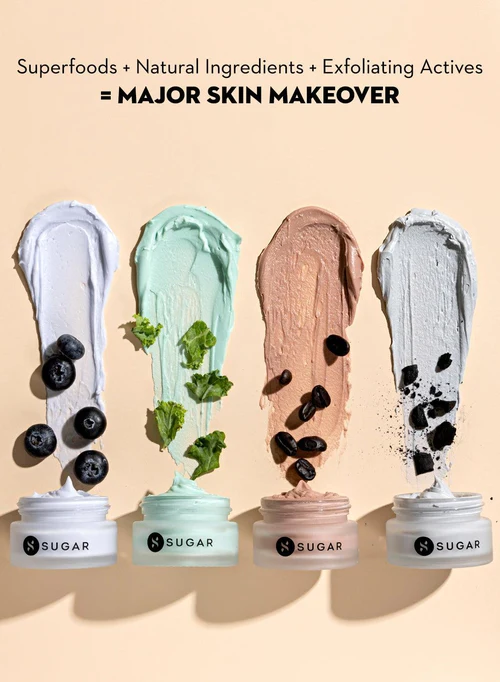 Superfoods + Natural Ingredients + Exfoliating Actives
= MAJOR SKIN MAKEOVER
SUGAR
SUGAR
SUGAR
SUGAR